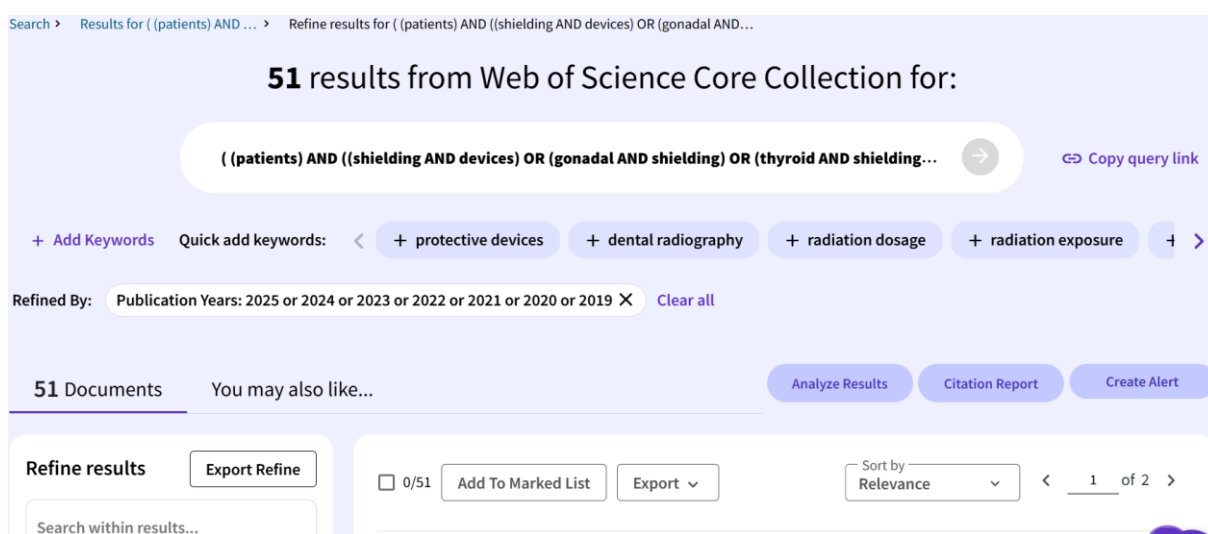 Search > Results for ( (patients) AND … > Refine results for ( (patients) AND ((shielding AND devices) OR (gonadal AND…
51 results from Web of Science Core Collection for:
( (patients) AND ((shielding AND devices) OR (gonadal AND shielding) OR (thyroid AND shielding…
Copy query link
+ Add Keywords Quick add keywords: < + protective devices + dental radiography + radiation dosage + radiation exposure + >
Refined By: Publication Years: 2025 or 2024 or 2023 or 2022 or 2021 or 2020 or 2019 × Clear all
51 Documents You may also like... Analyze Results Citation Report Create Alert
Refine results Export Refine
0/51 Add To Marked List Export Sort by Relevance < 1 of 2 >
Search within results...